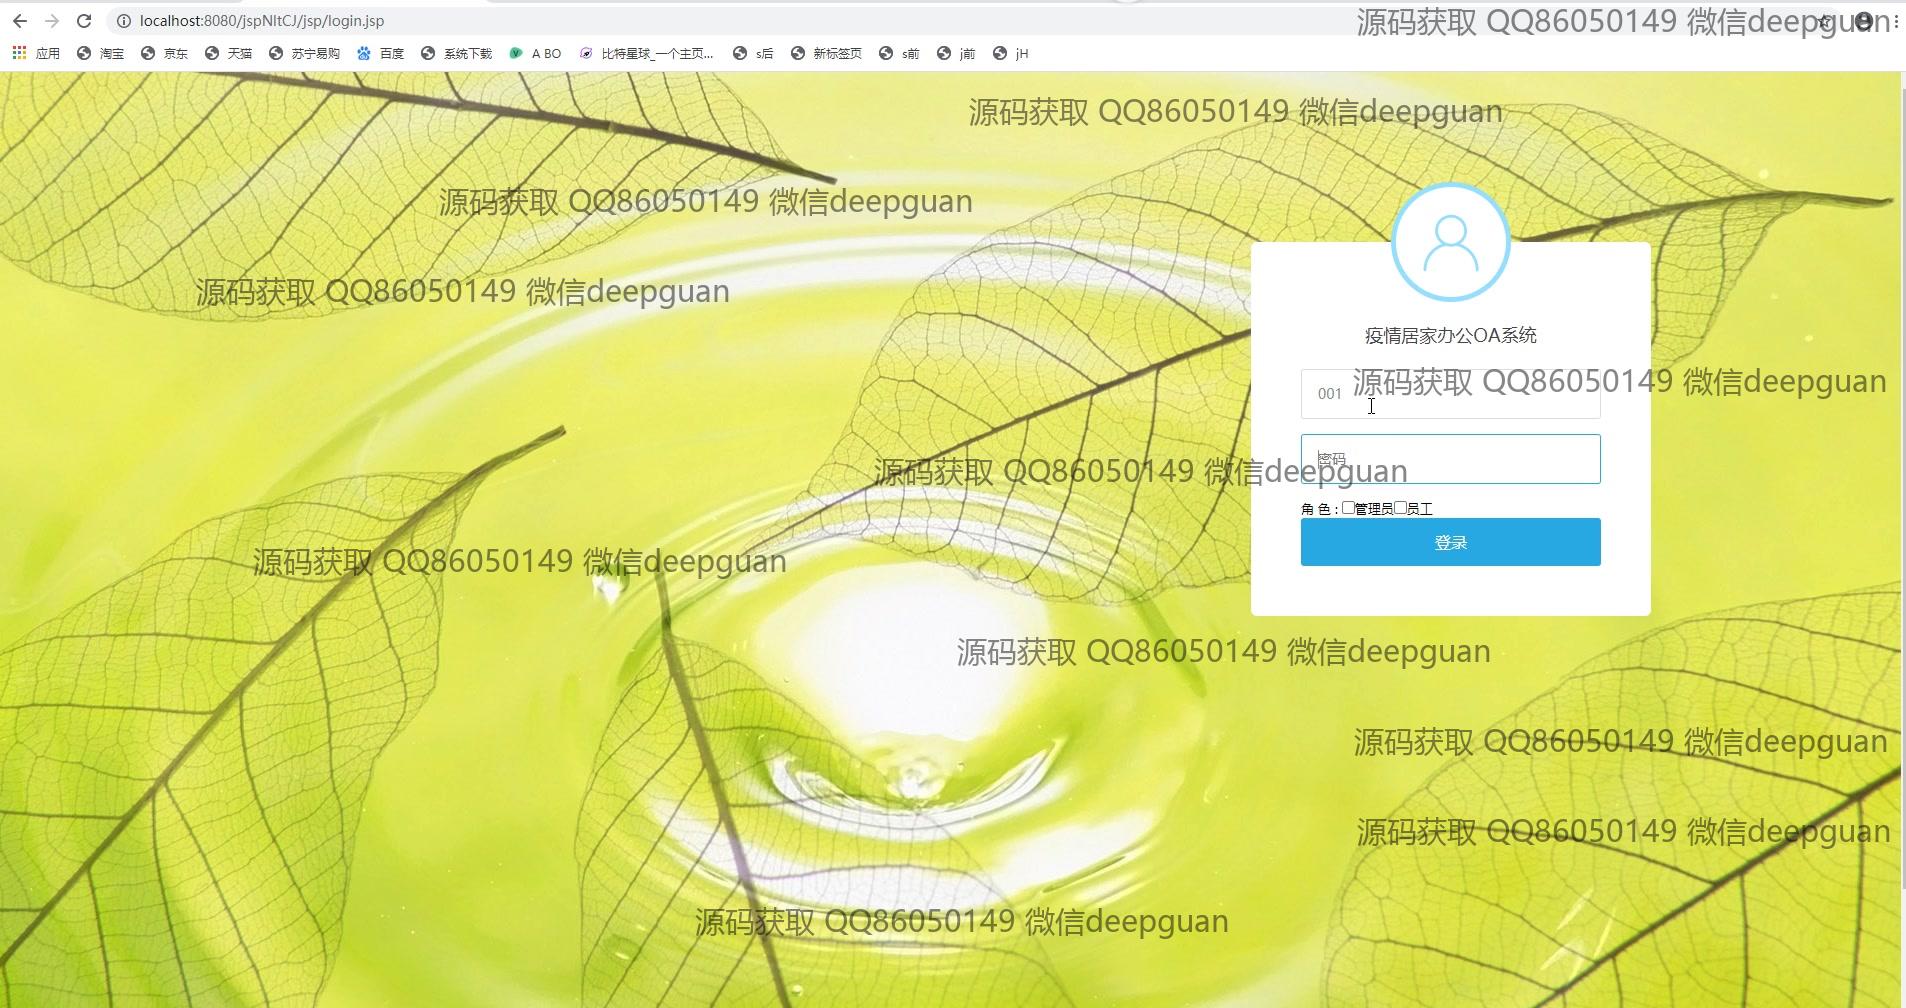 localhost:8080/jspNltCJ/jsp/login.jsp
源码获取 QQ86050149 微信deepguan
应用 淘宝 京东 天猫 苏宁易购 百度 系统下载 A BO 比特星球_一个主页... s后 新标签页 s前 j前 jH
源码获取 QQ86050149 微信deepguan
源码获取 QQ86050149 微信deepguan
源码获取 QQ86050149 微信deepguan
疫情居家办公OA系统
源码获取 QQ86050149 微信deepguan
001
密码
源码获取 QQ86050149 微信deepguan
角 色 : 管理员 员工
登录
源码获取 QQ86050149 微信deepguan
源码获取 QQ86050149 微信deepguan
源码获取 QQ86050149 微信deepguan
源码获取 QQ86050149 微信deepguan
源码获取 QQ86050149 微信deepguan